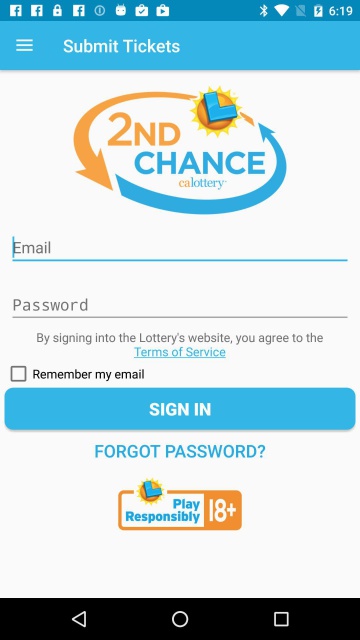 6:19
Submit Tickets
2ND
CHANCE
calottery
Email
Password
By signing into the Lottery's website, you agree to the
Terms of Service
Remember my email
SIGN IN
FORGOT PASSWORD?
Play
Responsibly
18+